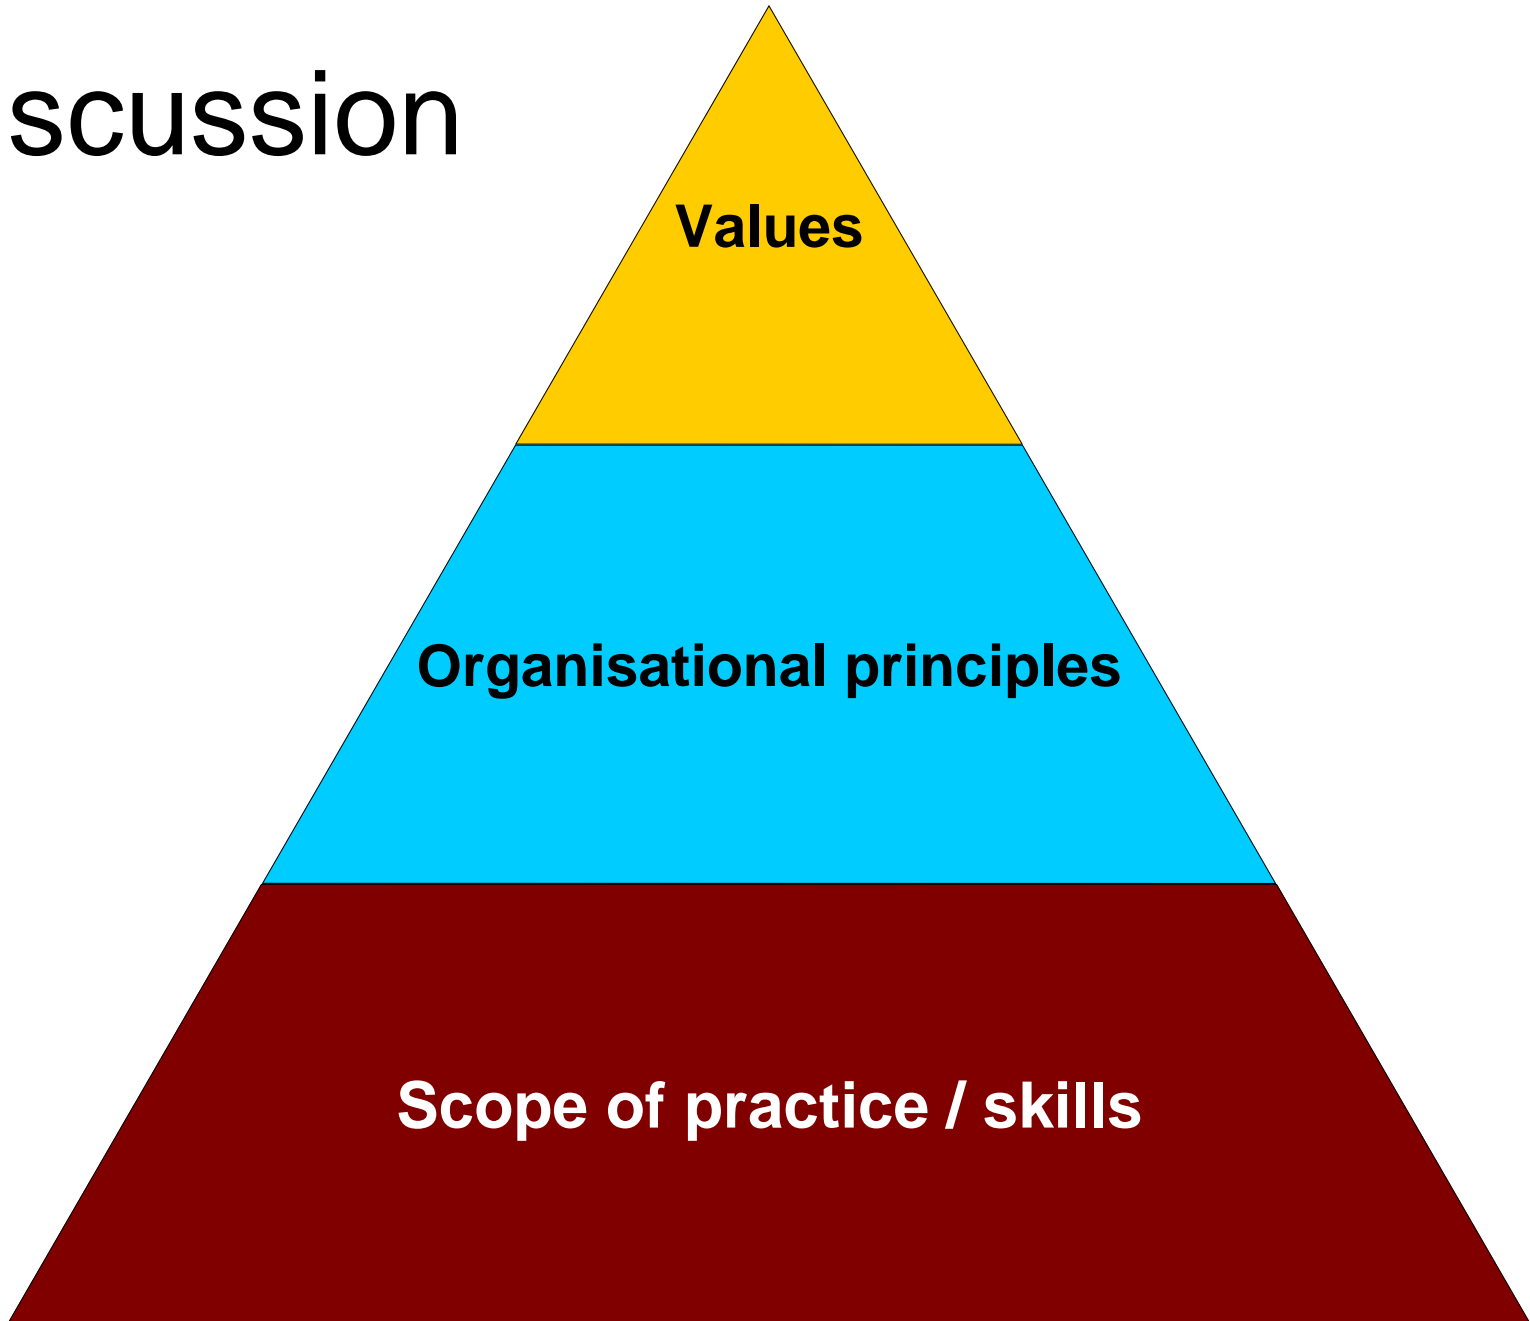 scussion
Values
Organisational principles
Scope of practice / skills